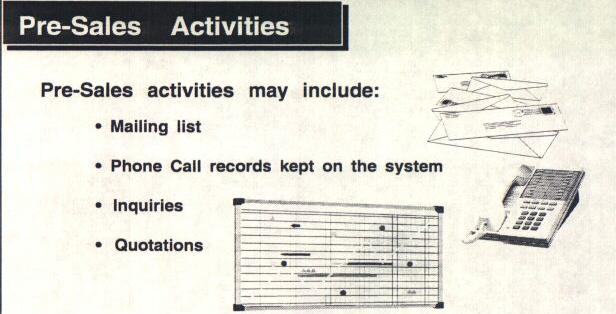 Pre-Sales Activities
Pre-Sales activities may include:
• Mailing list
• Phone Call records kept on the system
• Inquiries
• Quotations